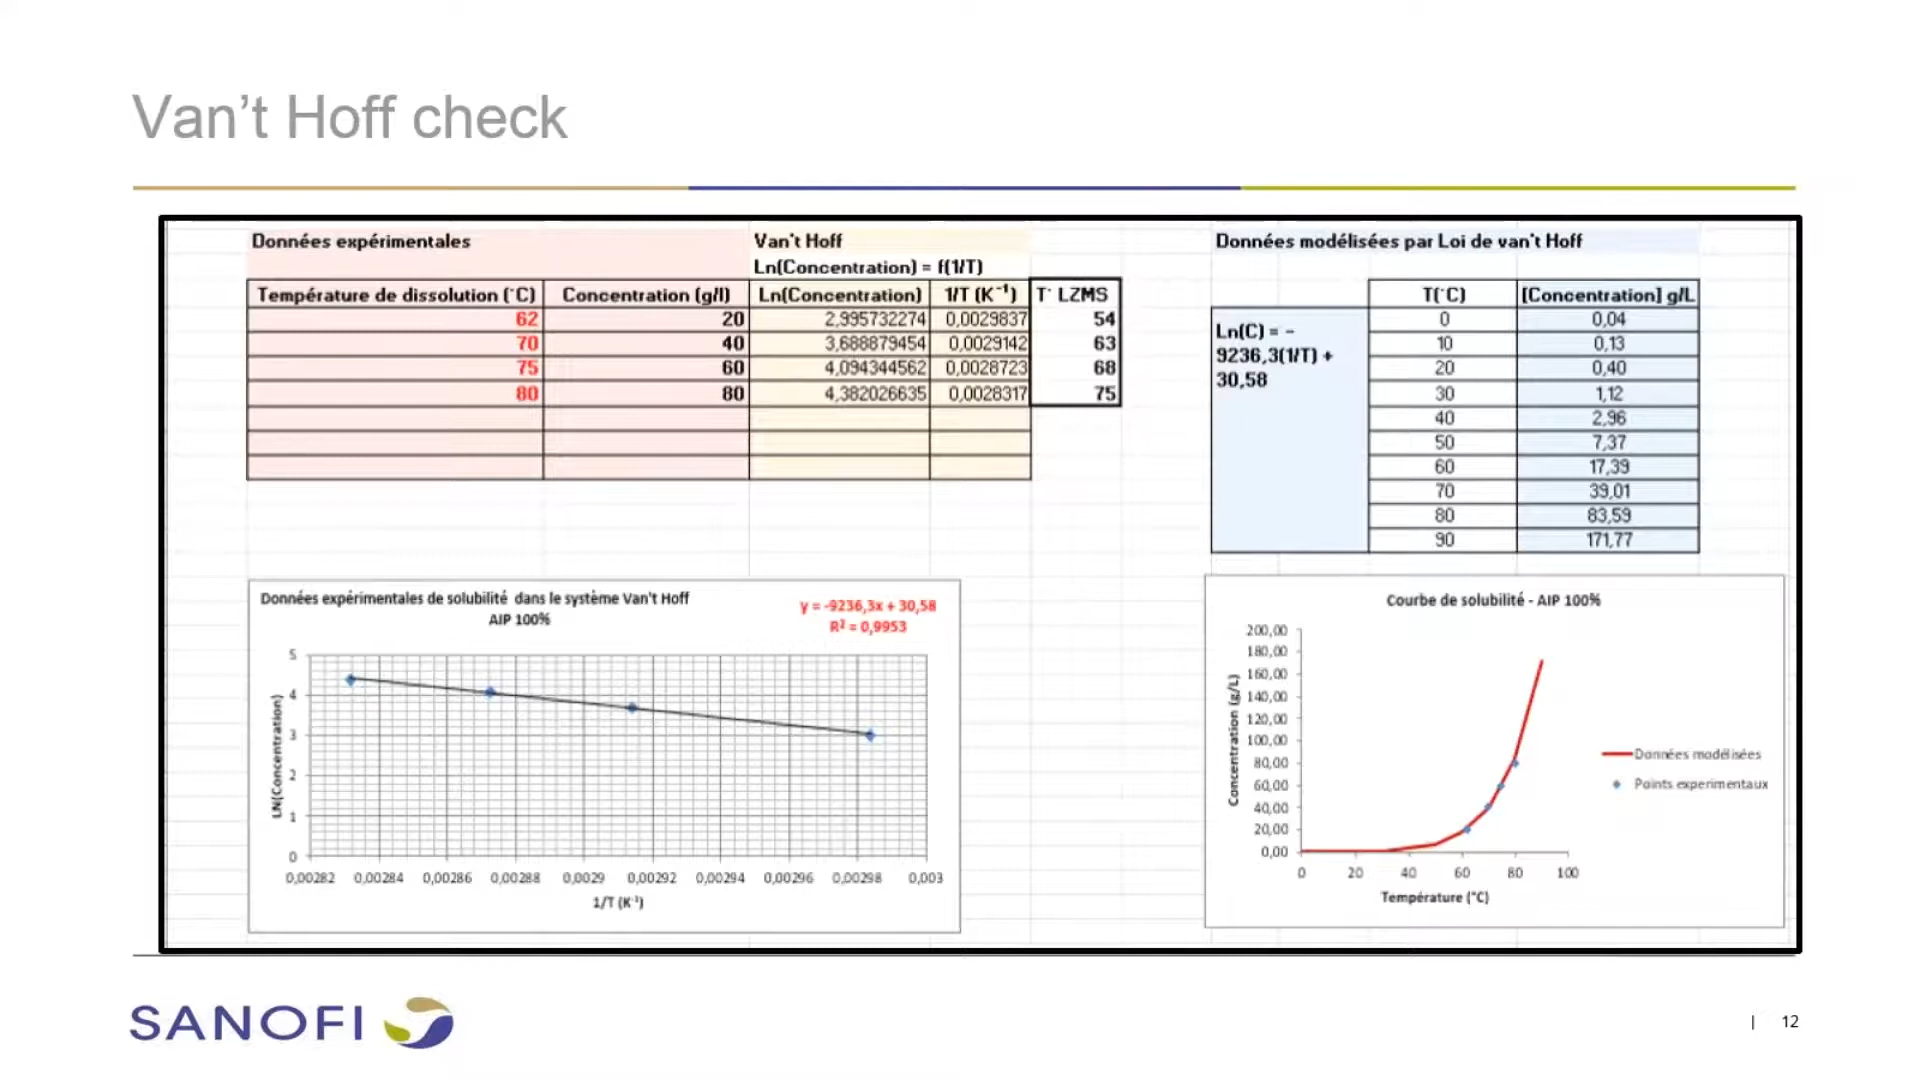 Van't Hoff check
Données expérimentales
Van't Hoff
Ln(Concentration) = f(1/T)
Température de dissolution (°C) Concentration (g/l) Ln(Concentration) 1/T (K⁻¹) T° LZMS
62 20 2,995732274 0,0029837 54
70 40 3,688879454 0,0029142 63
75 60 4,094344562 0,0028723 68
80 80 4,382026635 0,0028317 75
Données modélisées par Loi de van't Hoff
Ln(C) = -
9236,3(1/T) +
30,58
T(°C) [Concentration] g/L
0 0,04
10 0,13
20 0,40
30 1,12
40 2,96
50 7,37
60 17,39
70 39,01
80 83,59
90 171,77
Données expérimentales de solubilité dans le système Van't Hoff
AIP 100%
y = -9236,3x + 30,58
R² = 0,9953
LN(Concentration)
5
4
3
2
1
0
0,00282 0,00284 0,00286 0,00288 0,0029 0,00292 0,00294 0,00296 0,00298 0,003
1/T (K⁻¹)
Courbe de solubilité - AIP 100%
Concentration (g/L)
200,00
180,00
160,00
140,00
120,00
100,00
80,00
60,00
40,00
20,00
0,00
0 20 40 60 80 100
Température (°C)
Données modélisées
Points experimentaux
SANOFI
| 12